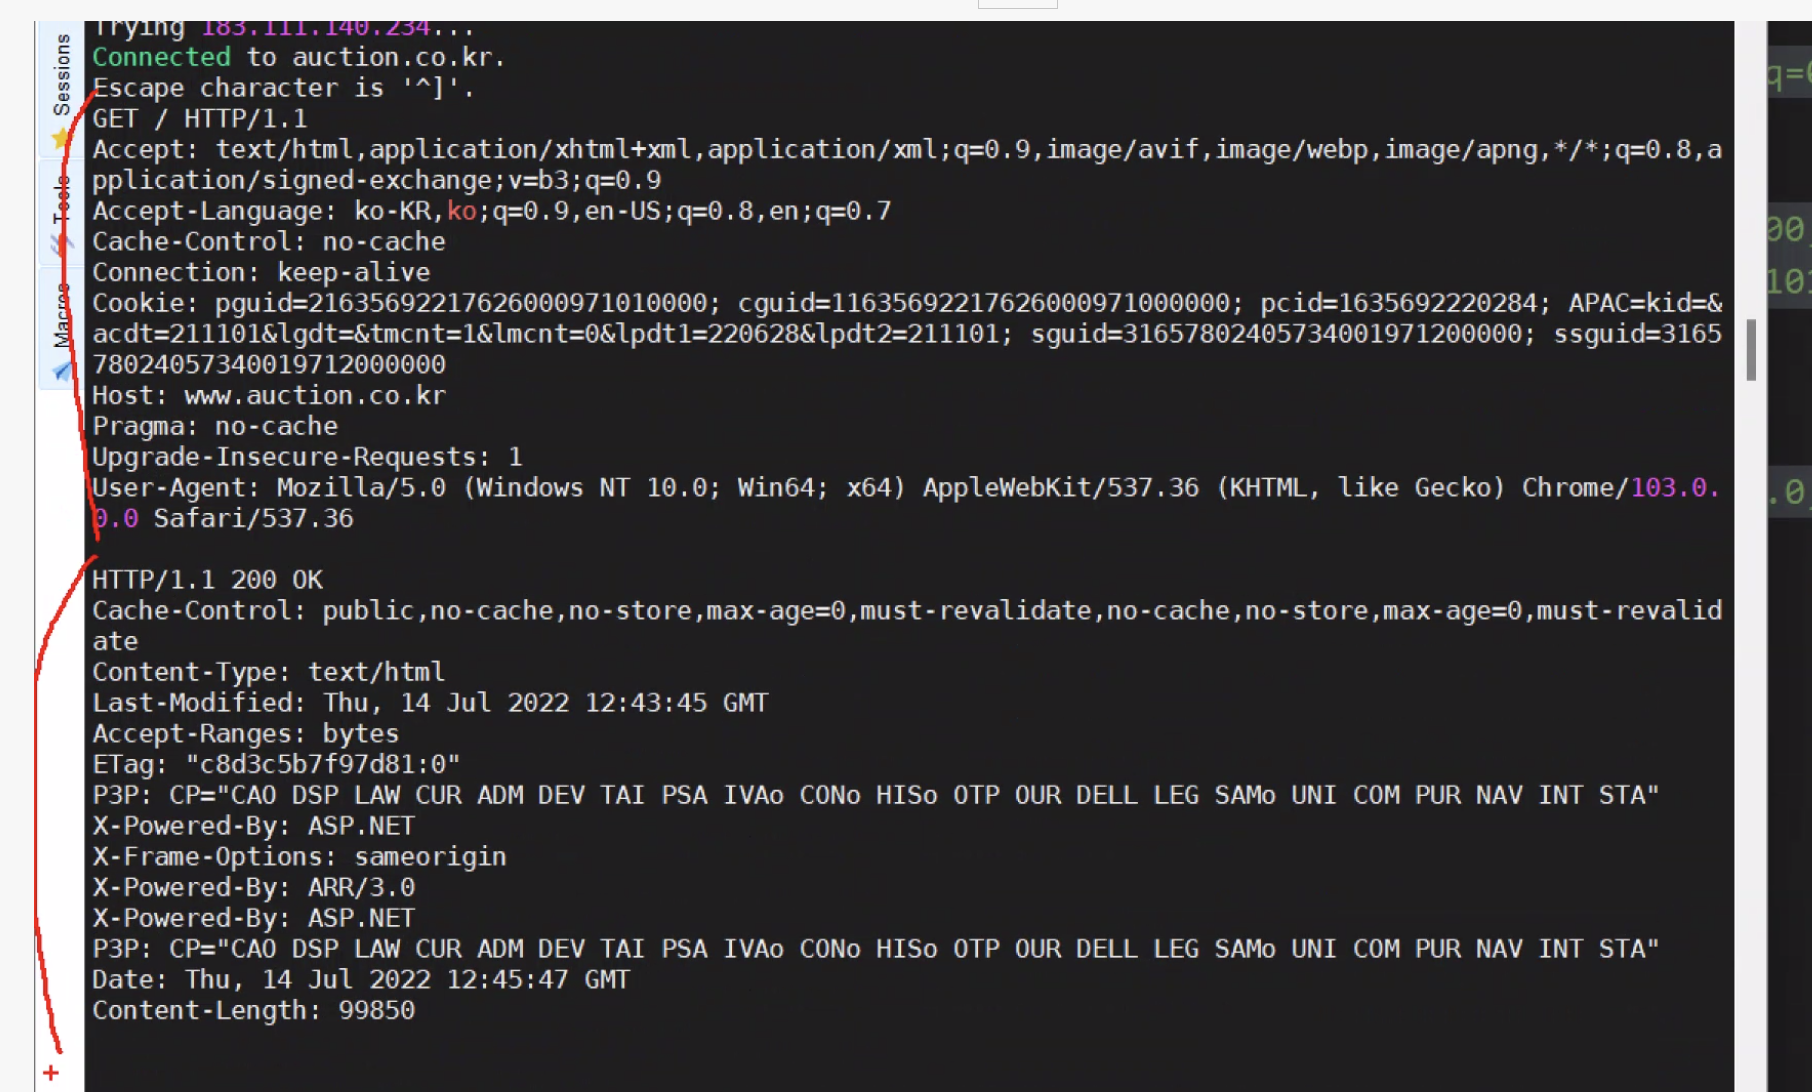 Trying 183.111.140.234...
Connected to auction.co.kr.
Escape character is '^]'.
GET / HTTP/1.1
Accept: text/html,application/xhtml+xml,application/xml;q=0.9,image/avif,image/webp,image/apng,*/*;q=0.8,a
pplication/signed-exchange;v=b3;q=0.9
Accept-Language: ko-KR,ko;q=0.9,en-US;q=0.8,en;q=0.7
Cache-Control: no-cache
Connection: keep-alive
Cookie: pguid=21635692217626000971010000; cguid=11635692217626000971000000; pcid=1635692220284; APAC=kid=&
acdt=211101&lgdt=&tmcnt=1&lmcnt=0&lpdt1=220628&lpdt2=211101; sguid=31657802405734001971200000; ssguid=3165
7802405734001971200000​0
Host: www.auction.co.kr
Pragma: no-cache
Upgrade-Insecure-Requests: 1
User-Agent: Mozilla/5.0 (Windows NT 10.0; Win64; x64) AppleWebKit/537.36 (KHTML, like Gecko) Chrome/103.0.
0.0 Safari/537.36
HTTP/1.1 200 OK
Cache-Control: public,no-cache,no-store,max-age=0,must-revalidate,no-cache,no-store,max-age=0,must-revalid
ate
Content-Type: text/html
Last-Modified: Thu, 14 Jul 2022 12:43:45 GMT
Accept-Ranges: bytes
ETag: "c8d3c5b7f97d81:0"
P3P: CP="CAO DSP LAW CUR ADM DEV TAI PSA IVAo CONo HISo OTP OUR DELL LEG SAMo UNI COM PUR NAV INT STA"
X-Powered-By: ASP.NET
X-Frame-Options: sameorigin
X-Powered-By: ARR/3.0
X-Powered-By: ASP.NET
P3P: CP="CAO DSP LAW CUR ADM DEV TAI PSA IVAo CONo HISo OTP OUR DELL LEG SAMo UNI COM PUR NAV INT STA"
Date: Thu, 14 Jul 2022 12:45:47 GMT
Content-Length: 99850
Sessions
Tools
Macros
+
q=0
00
10
.0